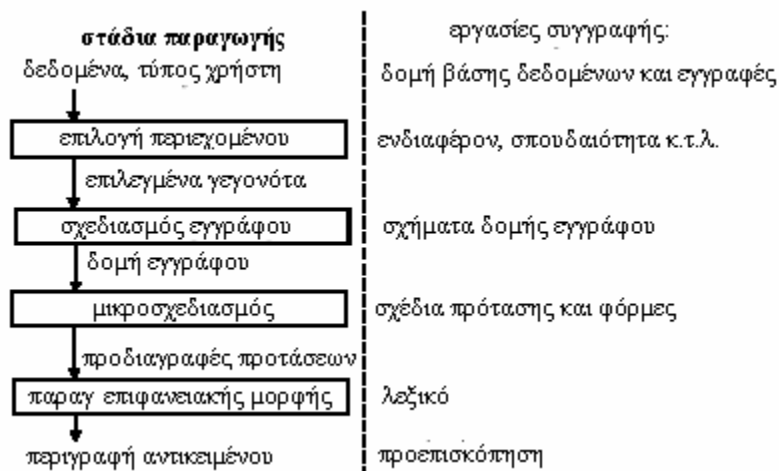 στάδια παραγωγής
δεδομένα, τύπος χρήστη
επιλογή περιεχομένου
επιλεγμένα γεγονότα
σχεδιασμός εγγράφου
δομή εγγράφου
μικροσχεδιασμός
προδιαγραφές προτάσεων
παραγ επιφανειακής μορφής
περιγραφή αντικειμένου
εργασίες συγγραφής:
δομή βάσης δεδομένων και εγγραφές
ενδιαφέρον, σπουδαιότητα κ.τ.λ.
σχήματα δομής εγγράφου
σχέδια πρότασης και φόρμες
λεξικό
προεπισκόπηση